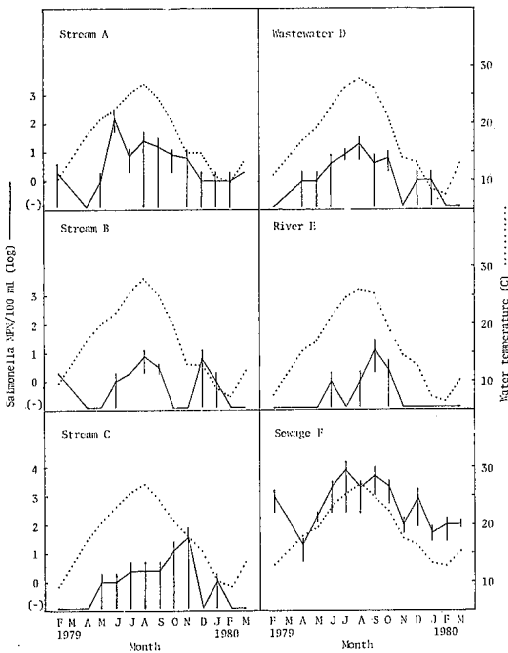 Stream A
Wastewater D
3
2
1
0
(-)
30
20
10
Stream B
River E
3
2
1
0
(-)
30
20
10
Salmonella MPN/100 ml (log)
Water temperature (C)
Stream C
Sewage F
4
3
2
1
0
(-)
30
20
10
F M A M J J A S O N D J F M
F M A M J J A S O N D J F M
1979 1980
1979 1980
Month
Month